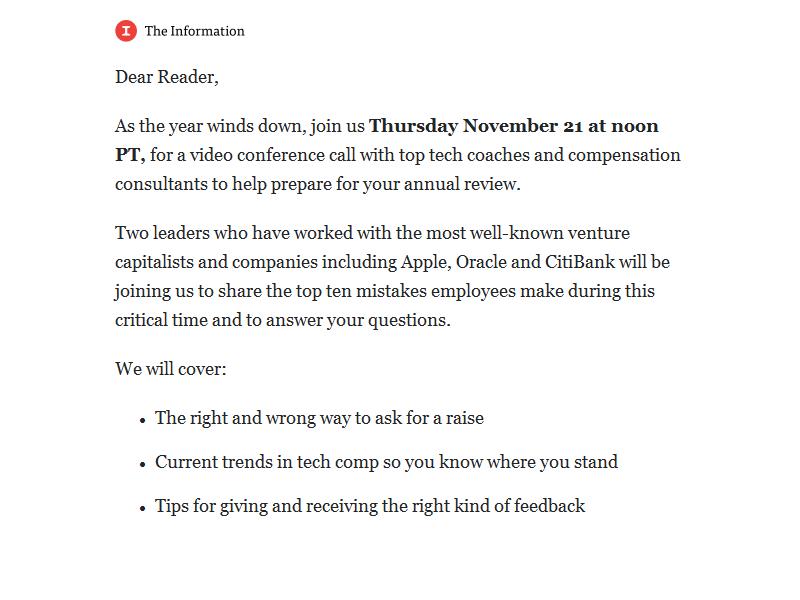 I The Information
Dear Reader,
As the year winds down, join us Thursday November 21 at noon
PT, for a video conference call with top tech coaches and compensation
consultants to help prepare for your annual review.
Two leaders who have worked with the most well-known venture
capitalists and companies including Apple, Oracle and CitiBank will be
joining us to share the top ten mistakes employees make during this
critical time and to answer your questions.
We will cover:
• The right and wrong way to ask for a raise
• Current trends in tech comp so you know where you stand
• Tips for giving and receiving the right kind of feedback